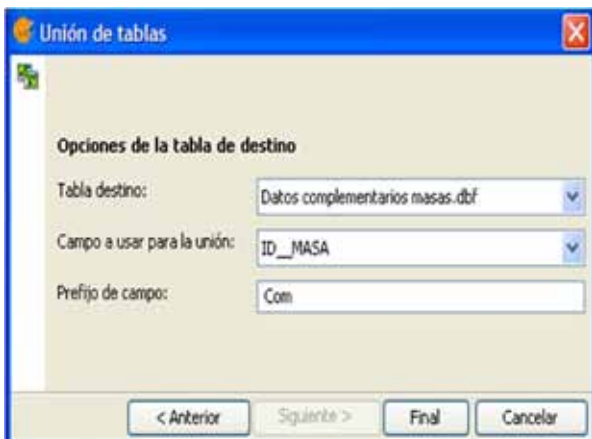 Unión de tablas
Opciones de la tabla de destino
Tabla destino: Datos complementarios masas.dbf
Campo a usar para la unión: ID__MASA
Prefijo de campo: Com
< Anterior Siguiente > Final Cancelar